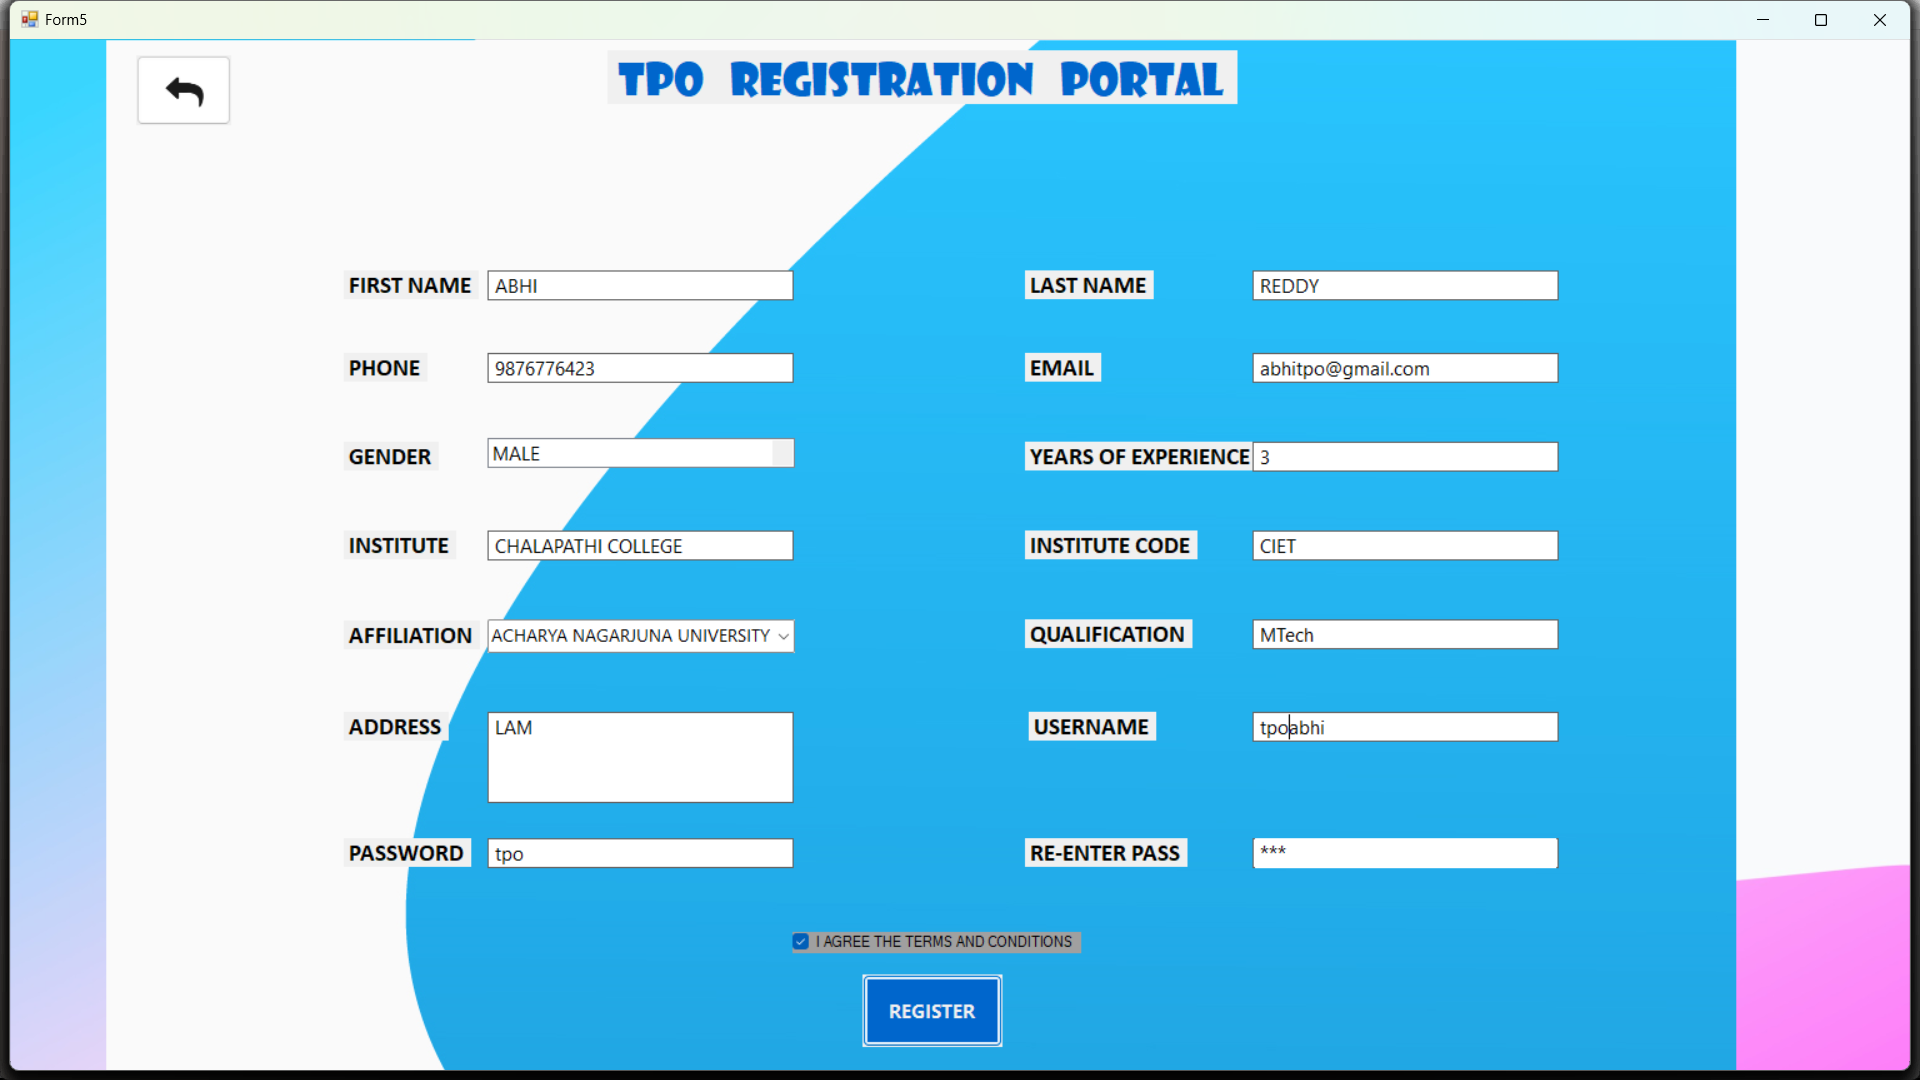 Form5
TPO REGISTRATION PORTAL
FIRST NAME ABHI LAST NAME REDDY
PHONE 9876776423 EMAIL abhitpo@gmail.com
GENDER MALE YEARS OF EXPERIENCE 3
INSTITUTE CHALAPATHI COLLEGE INSTITUTE CODE CIET
AFFILIATION ACHARYA NAGARJUNA UNIVERSITY QUALIFICATION MTech
ADDRESS LAM USERNAME tpoabhi
PASSWORD tpo RE-ENTER PASS ***
I AGREE THE TERMS AND CONDITIONS
REGISTER